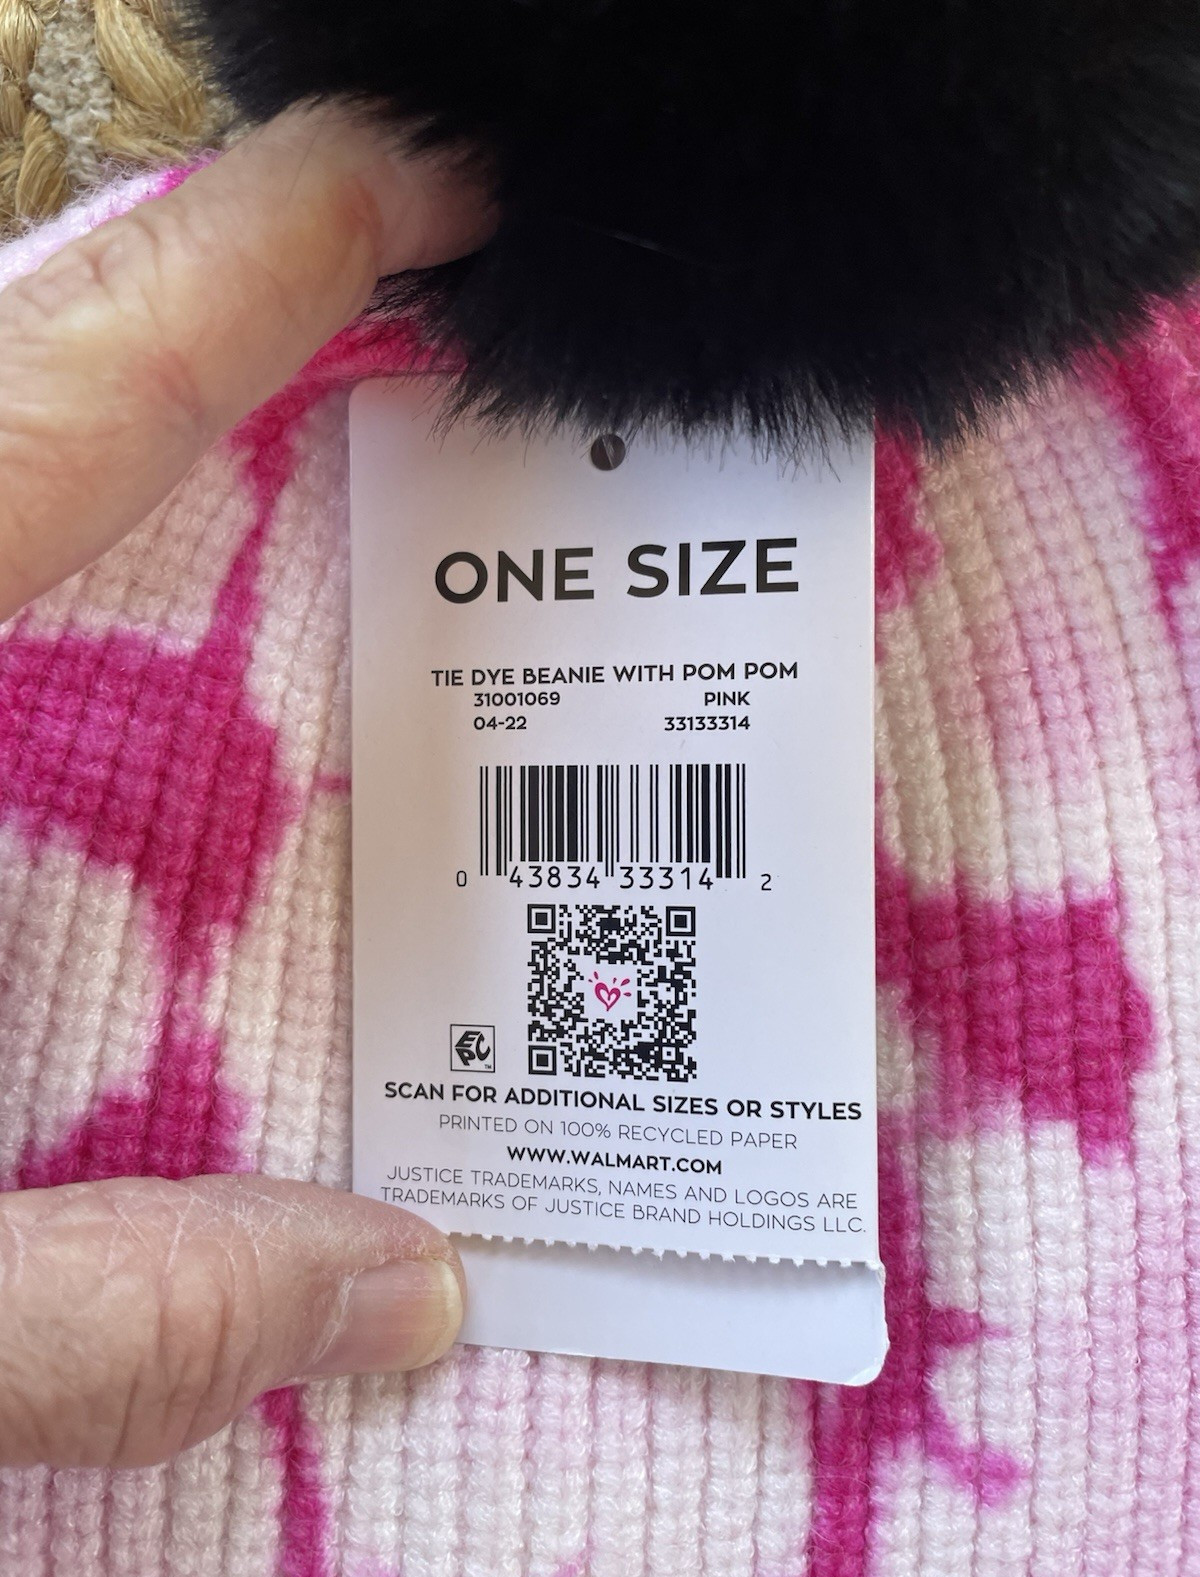 ONE SIZE
TIE DYE BEANIE WITH POM POM
31001069 PINK
04-22 33133314
0 43834 33314 2
EPC™
SCAN FOR ADDITIONAL SIZES OR STYLES
PRINTED ON 100% RECYCLED PAPER
WWW.WALMART.COM
JUSTICE TRADEMARKS, NAMES AND LOGOS ARE
TRADEMARKS OF JUSTICE BRAND HOLDINGS LLC.